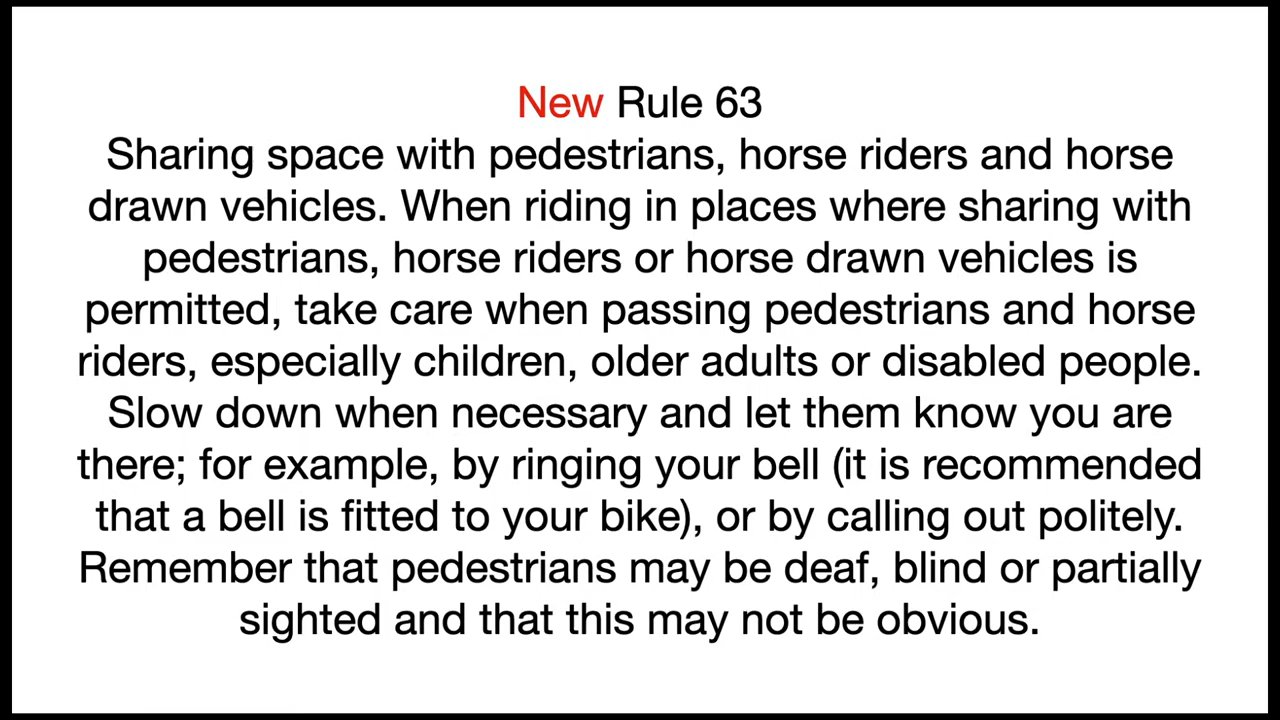 New Rule 63
Sharing space with pedestrians, horse riders and horse
drawn vehicles. When riding in places where sharing with
pedestrians, horse riders or horse drawn vehicles is
permitted, take care when passing pedestrians and horse
riders, especially children, older adults or disabled people.
Slow down when necessary and let them know you are
there; for example, by ringing your bell (it is recommended
that a bell is fitted to your bike), or by calling out politely.
Remember that pedestrians may be deaf, blind or partially
sighted and that this may not be obvious.